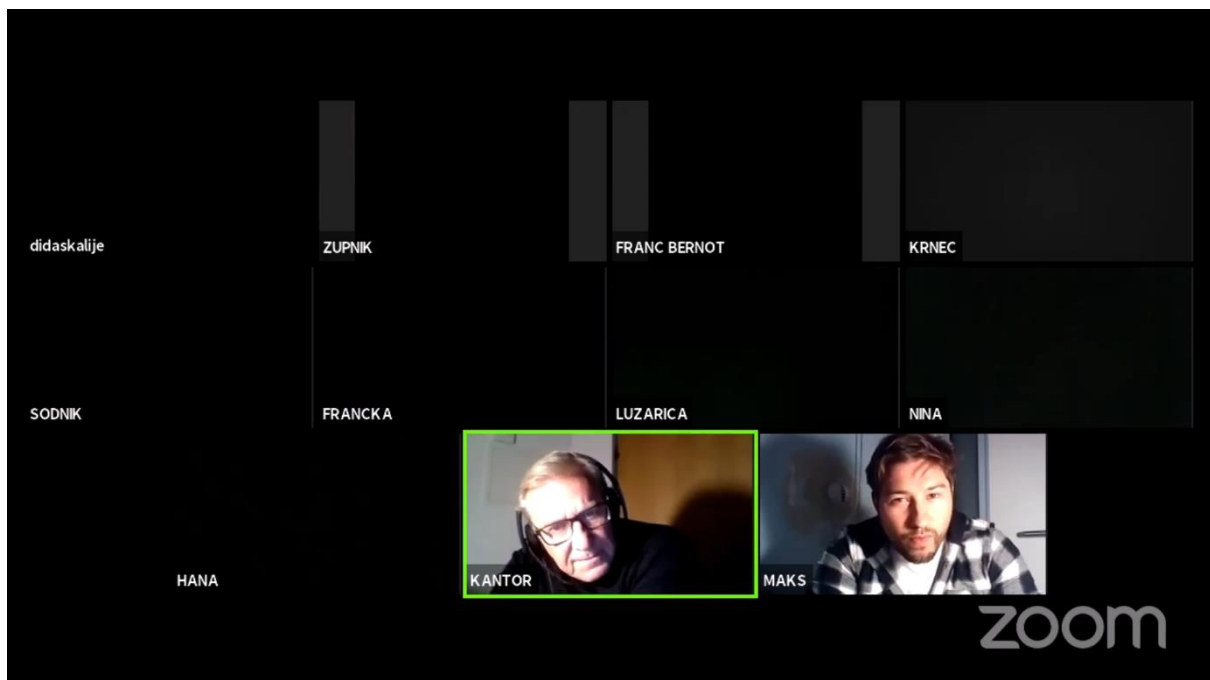 didaskalije
ZUPNIK
FRANC BERNOT
KRNEC
SODNIK
FRANCKA
LUZARICA
NINA
HANA
KANTOR
MAKS
zoom